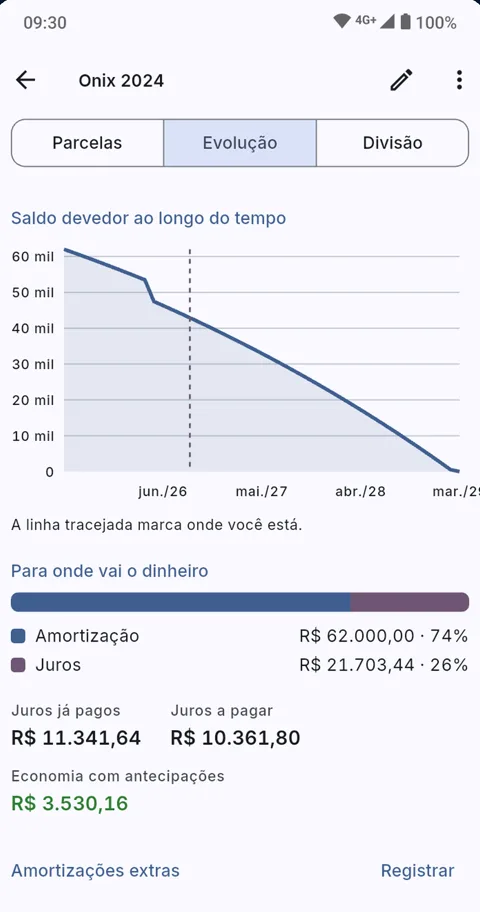 09:30 4G+ 100%
Onix 2024
Parcelas Evolução Divisão
Saldo devedor ao longo do tempo
60 mil
50 mil
40 mil
30 mil
20 mil
10 mil
0
jun./26 mai./27 abr./28 mar./29
A linha tracejada marca onde você está.
Para onde vai o dinheiro
Amortização R$ 62.000,00 · 74%
Juros R$ 21.703,44 · 26%
Juros já pagos Juros a pagar
R$ 11.341,64 R$ 10.361,80
Economia com antecipações
R$ 3.530,16
Amortizações extras Registrar